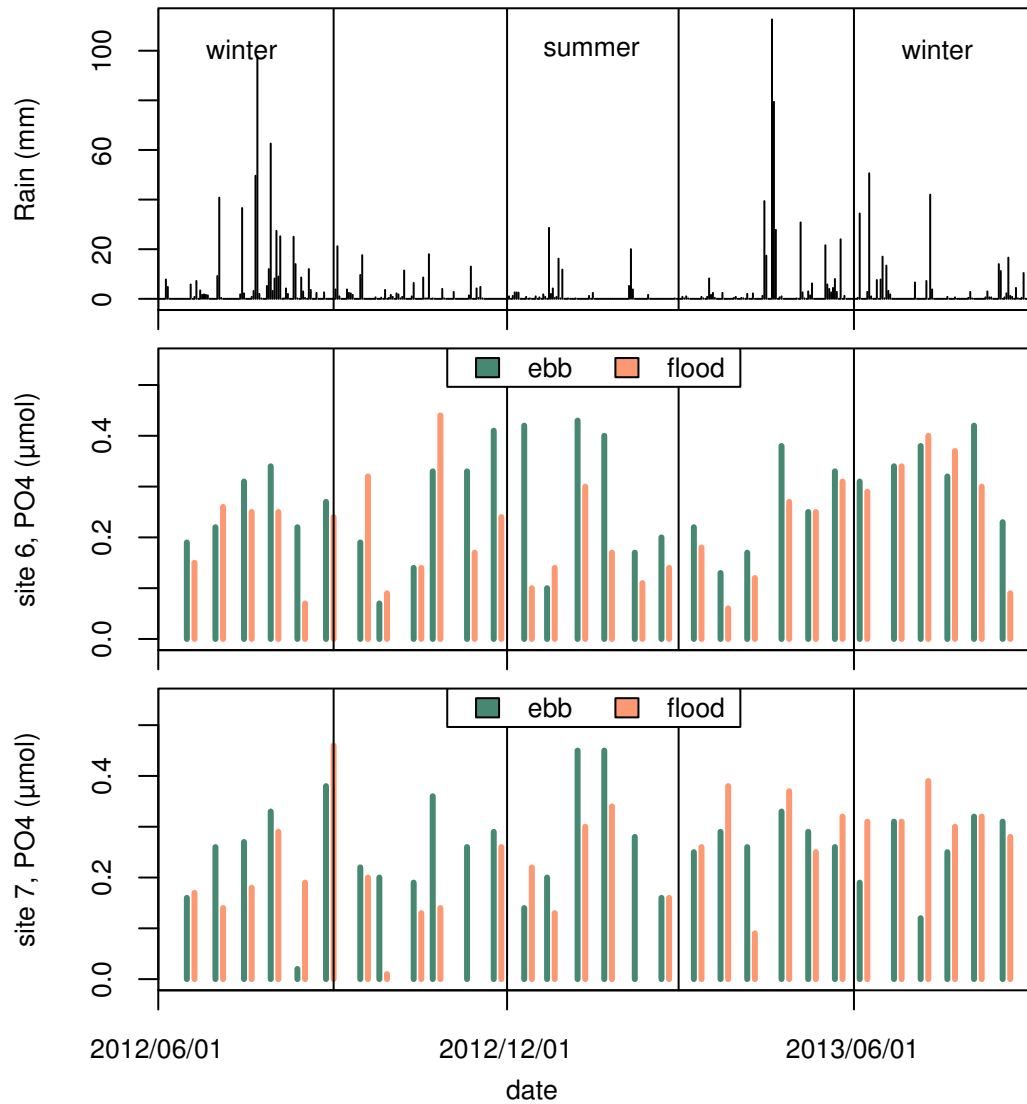 winter summer winter
Rain (mm)
100
60
20
0
ebb flood
site 6, PO4 (µmol)
0.4
0.2
0.0
ebb flood
site 7, PO4 (µmol)
0.4
0.2
0.0
2012/06/01 2012/12/01 2013/06/01
date